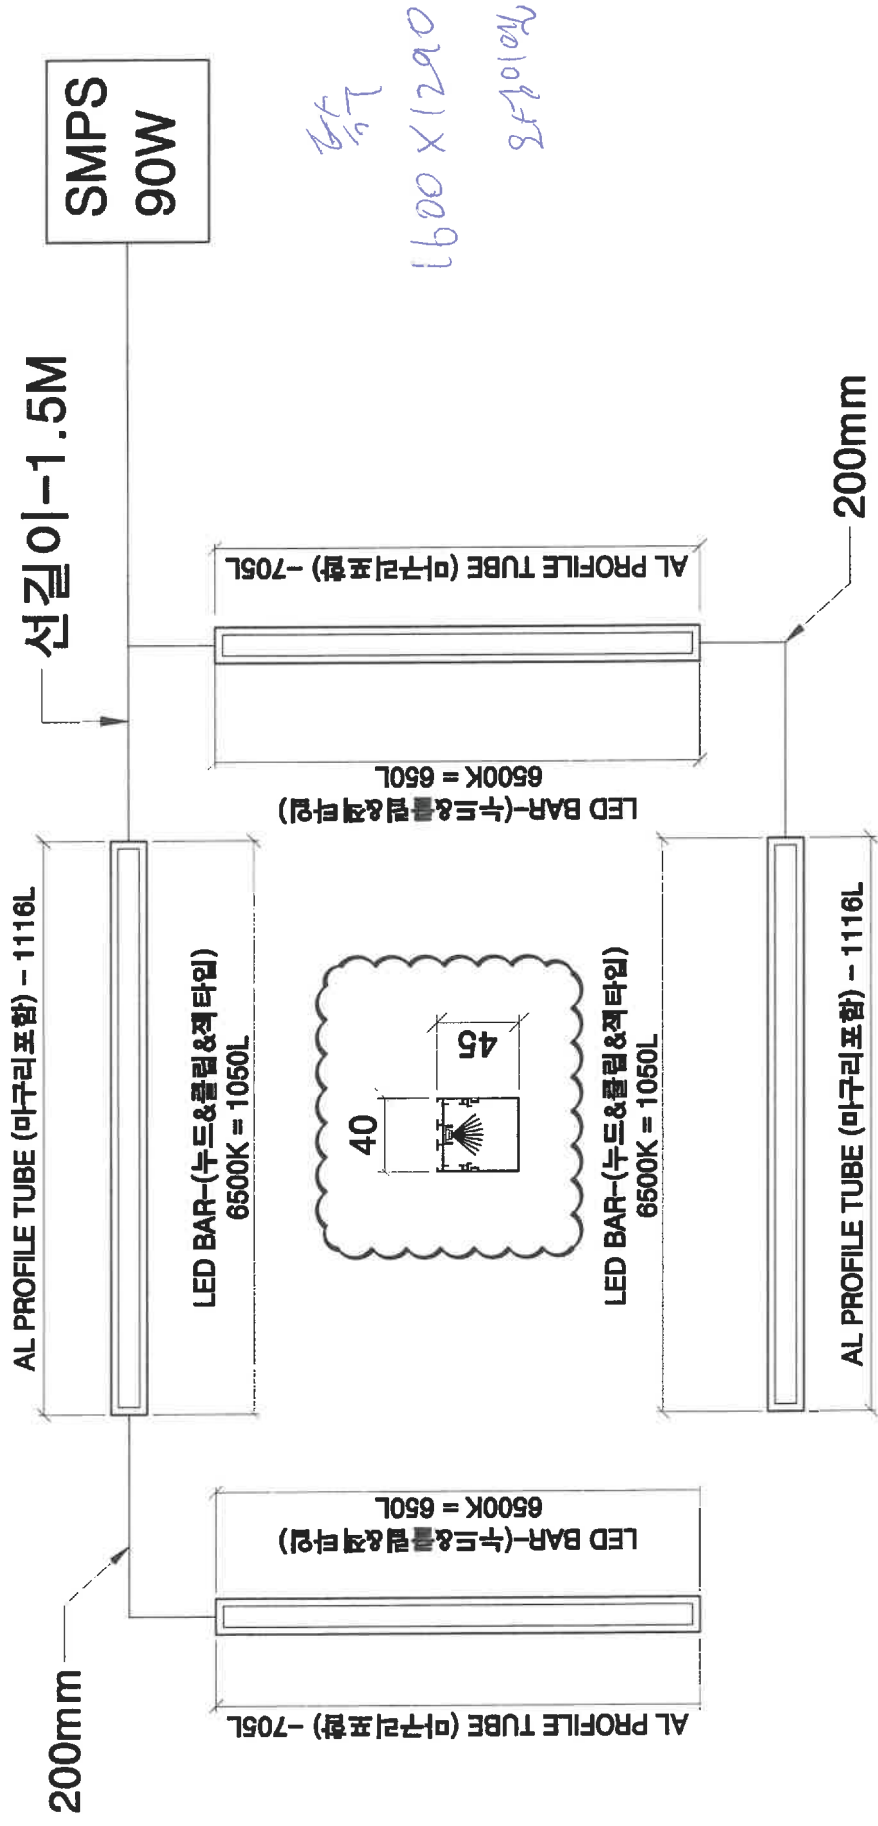 AL PROFILE TUBE (마구리포함) - 1116L
선길이-1.5M
SMPS
90W
200mm
LED BAR-(누드&클립&잭타입)
6500K = 1050L
AL PROFILE TUBE (마구리포함) -705L
LED BAR-(누드&클립&잭타입)
6500K = 650L
40
45
LED BAR-(누드&클립&잭타입)
6500K = 650L
AL PROFILE TUBE (마구리포함) -705L
LED BAR-(누드&클립&잭타입)
6500K = 1050L
AL PROFILE TUBE (마구리포함) - 1116L
200mm
1600 X 1290